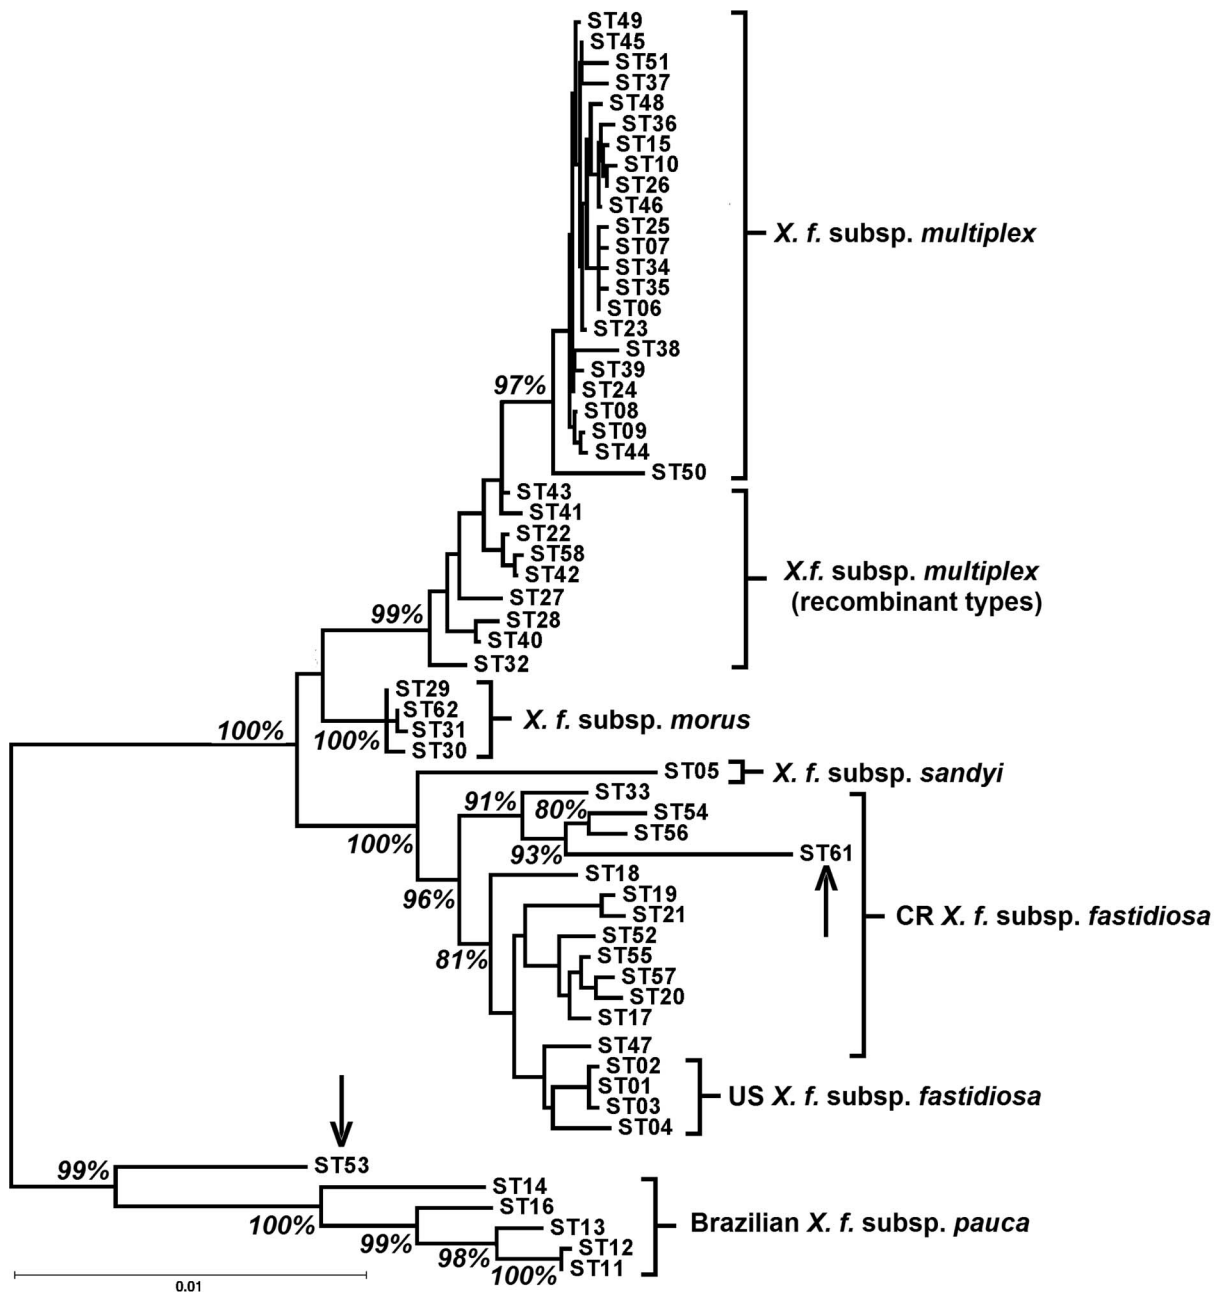 ST49
ST45
ST51
ST37
ST48
ST36
ST15
ST10
ST26
ST46
ST25
ST07
ST34
ST35
ST06
ST23
ST38
ST39
ST24
ST08
ST09
ST44
ST50
X. f. subsp. multiplex
97%
ST43
ST41
ST22
ST58
ST42
ST27
ST28
ST40
ST32
X.f. subsp. multiplex
(recombinant types)
99%
ST29
ST62
ST31
ST30
X. f. subsp. morus
100%
100%
ST05
X. f. subsp. sandyi
100%
ST33
ST54
ST56
ST61
91%
80%
93%
96%
ST18
ST19
ST21
ST52
ST55
ST57
ST20
ST17
ST47
CR X. f. subsp. fastidiosa
81%
ST02
ST01
ST03
ST04
US X. f. subsp. fastidiosa
99%
ST53
ST14
ST16
ST13
ST12
ST11
Brazilian X. f. subsp. pauca
100%
99%
98%
100%
0.01